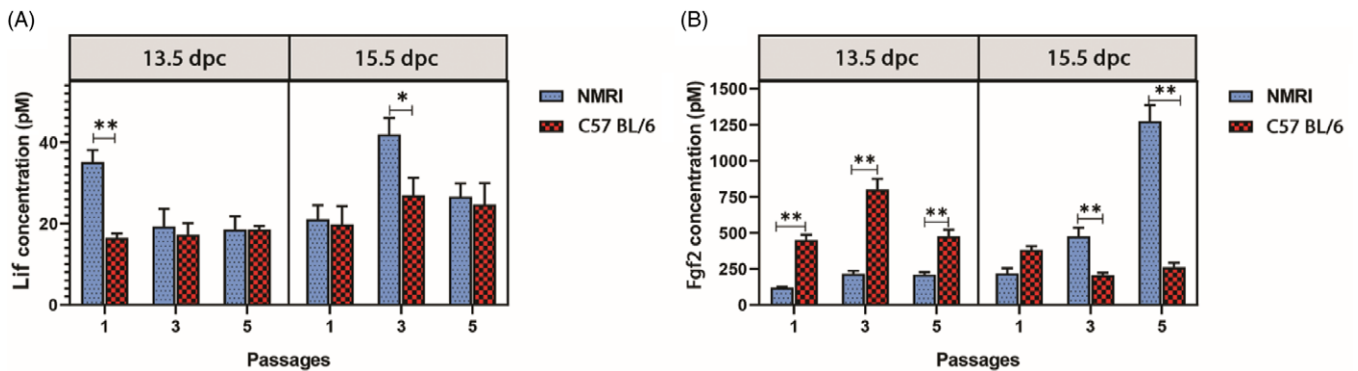 (A)
13.5 dpc 15.5 dpc
Lif concentration (pM)
40
20
0
** *
1 3 5 1 3 5
Passages
NMRI
C57 BL/6
(B)
13.5 dpc 15.5 dpc
Fgf2 concentration (pM)
1500
1250
1000
750
500
250
0
** ** ** ** **
1 3 5 1 3 5
Passages
NMRI
C57 BL/6